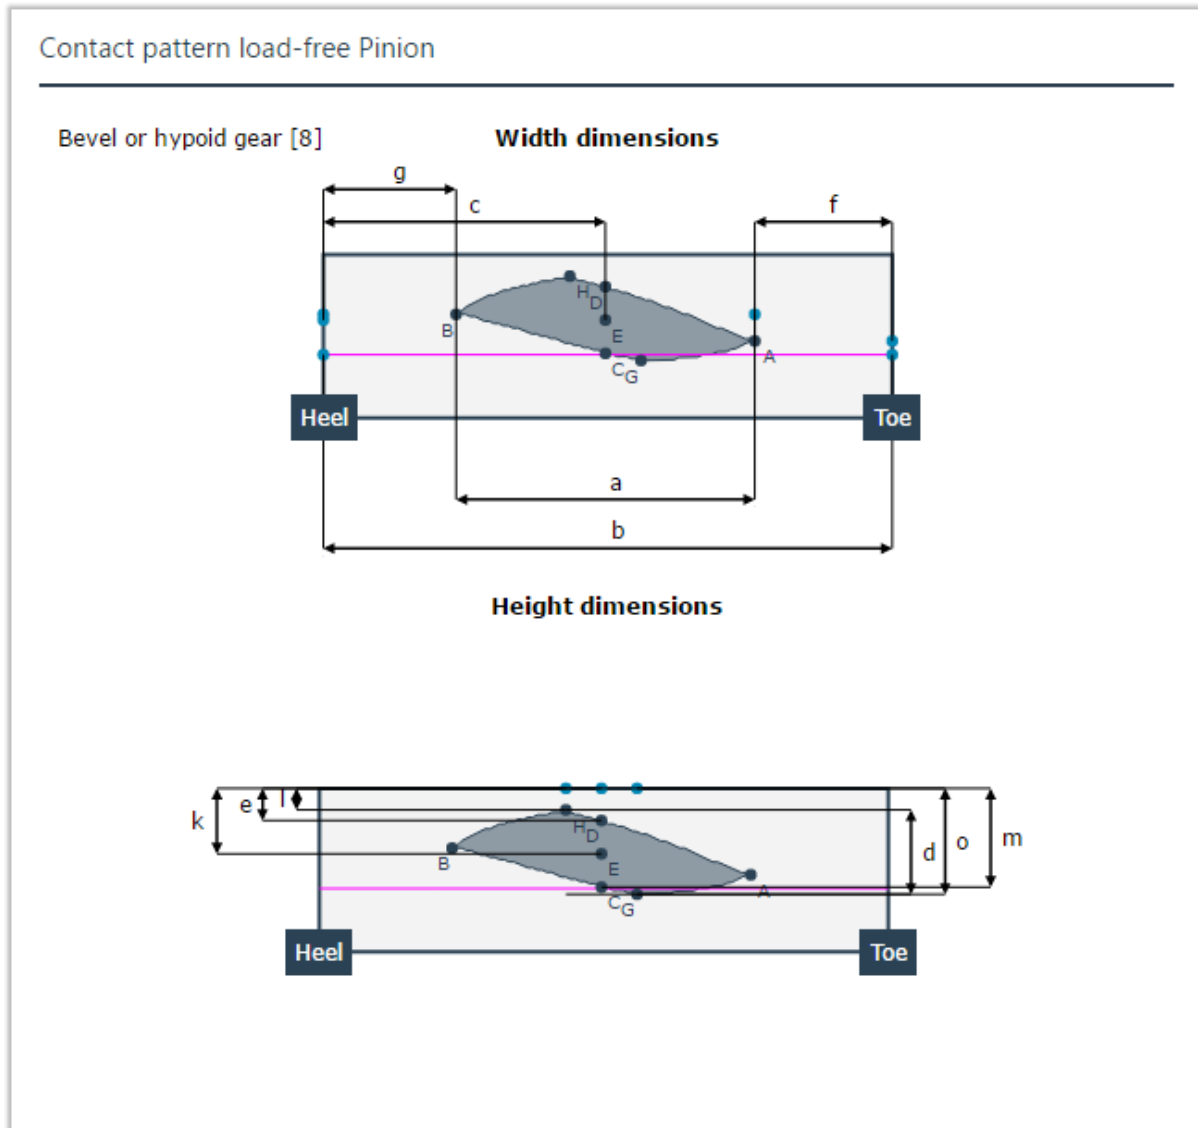 Contact pattern load-free Pinion
Bevel or hypoid gear [8]
Width dimensions
g
c
f
H
D
B
E
A
C
G
Heel
Toe
a
b
Height dimensions
l
e
k
H
D
d
o
m
B
E
A
C
G
Heel
Toe